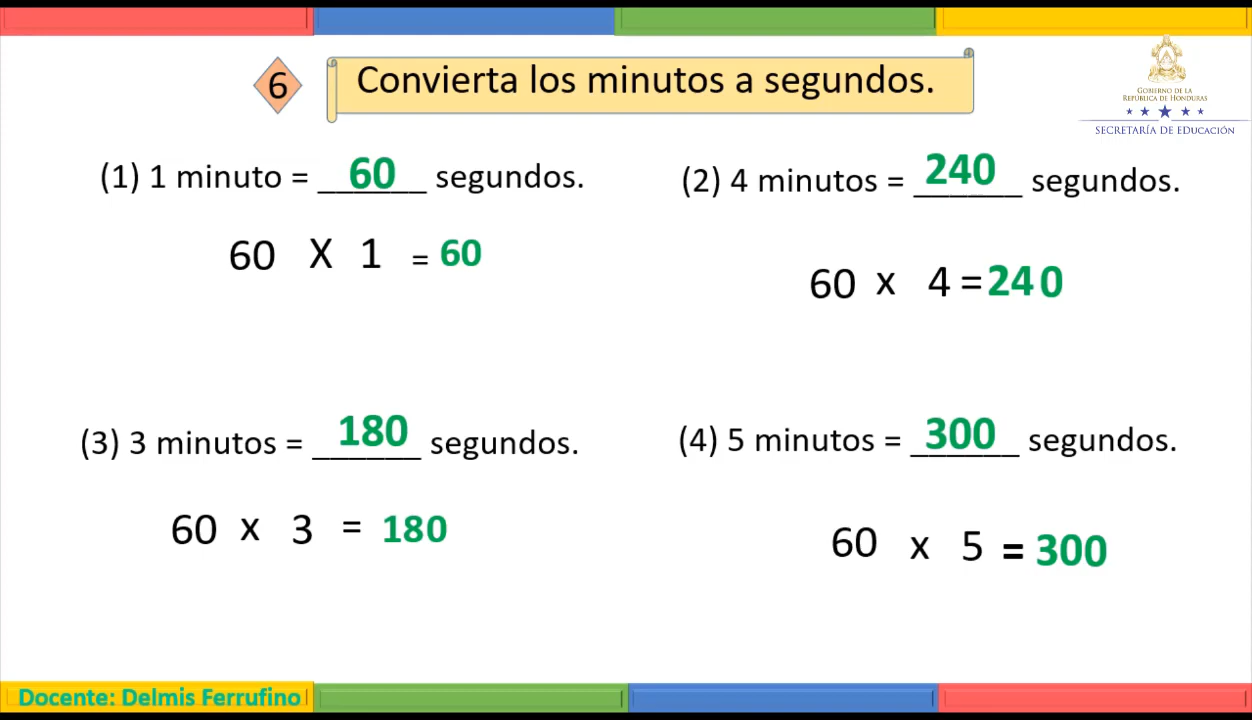 6 Convierta los minutos a segundos.
GOBIERNO DE LA
REPÚBLICA DE HONDURAS
SECRETARÍA DE EDUCACIÓN
(1) 1 minuto = 60 segundos.
60 X 1 = 60
(2) 4 minutos = 240 segundos.
60 x 4 = 240
(3) 3 minutos = 180 segundos.
60 x 3 = 180
(4) 5 minutos = 300 segundos.
60 x 5 = 300
Docente: Delmis Ferrufino